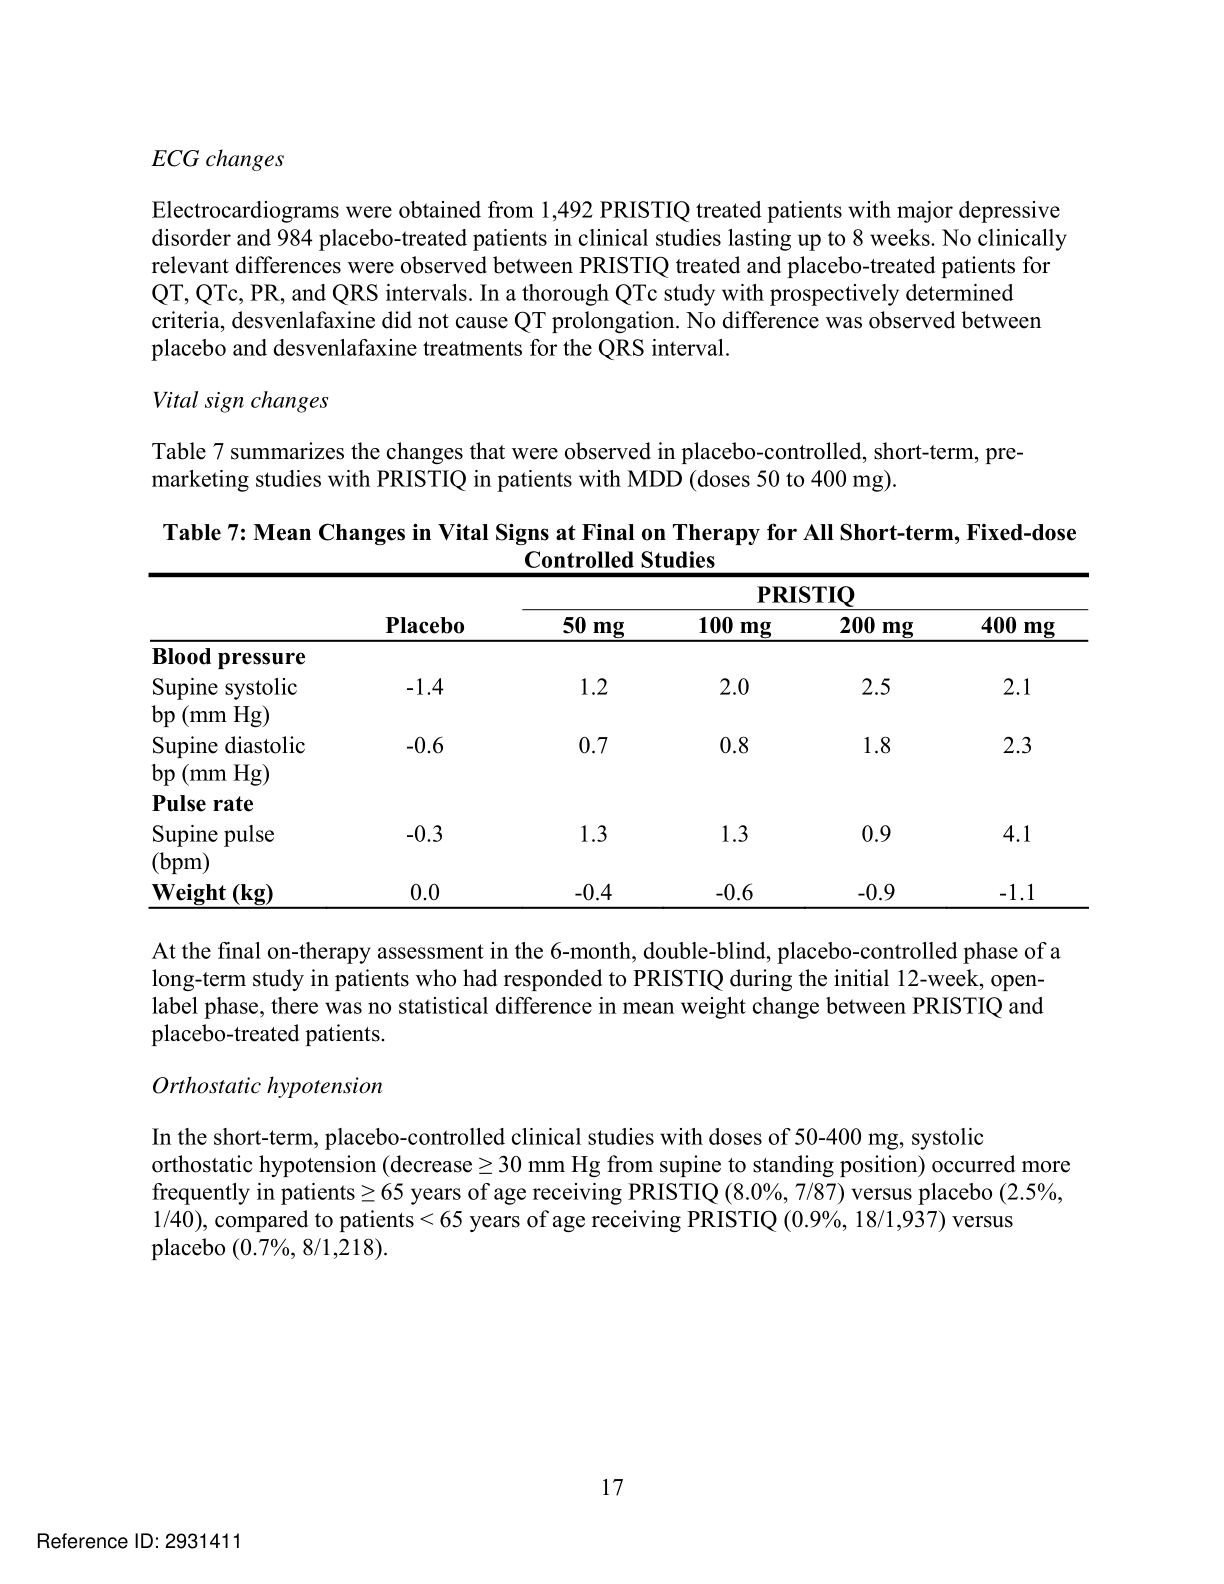 ECG changes
Electrocardiograms were obtained from 1,492 PRISTIQ treated patients with major depressive
disorder and 984 placebo-treated patients in clinical studies lasting up to 8 weeks. No clinically
relevant differences were observed between PRISTIQ treated and placebo-treated patients for
QT, QTc, PR, and QRS intervals. In a thorough QTc study with prospectively determined
criteria, desvenlafaxine did not cause QT prolongation. No difference was observed between
placebo and desvenlafaxine treatments for the QRS interval.
Vital sign changes
Table 7 summarizes the changes that were observed in placebo-controlled, short-term, pre-
marketing studies with PRISTIQ in patients with MDD (doses 50 to 400 mg).
Table 7: Mean Changes in Vital Signs at Final on Therapy for All Short-term, Fixed-dose
Controlled Studies
PRISTIQ
Placebo 50 mg 100 mg 200 mg 400 mg
Blood pressure
Supine systolic -1.4 1.2 2.0 2.5 2.1
bp (mm Hg)
Supine diastolic -0.6 0.7 0.8 1.8 2.3
bp (mm Hg)
Pulse rate
Supine pulse -0.3 1.3 1.3 0.9 4.1
(bpm)
Weight (kg) 0.0 -0.4 -0.6 -0.9 -1.1
At the final on-therapy assessment in the 6-month, double-blind, placebo-controlled phase of a
long-term study in patients who had responded to PRISTIQ during the initial 12-week, open-
label phase, there was no statistical difference in mean weight change between PRISTIQ and
placebo-treated patients.
Orthostatic hypotension
In the short-term, placebo-controlled clinical studies with doses of 50-400 mg, systolic
orthostatic hypotension (decrease ≥ 30 mm Hg from supine to standing position) occurred more
frequently in patients ≥ 65 years of age receiving PRISTIQ (8.0%, 7/87) versus placebo (2.5%,
1/40), compared to patients < 65 years of age receiving PRISTIQ (0.9%, 18/1,937) versus
placebo (0.7%, 8/1,218).
17
Reference ID: 2931411